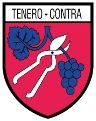 TENERO - CONTRA